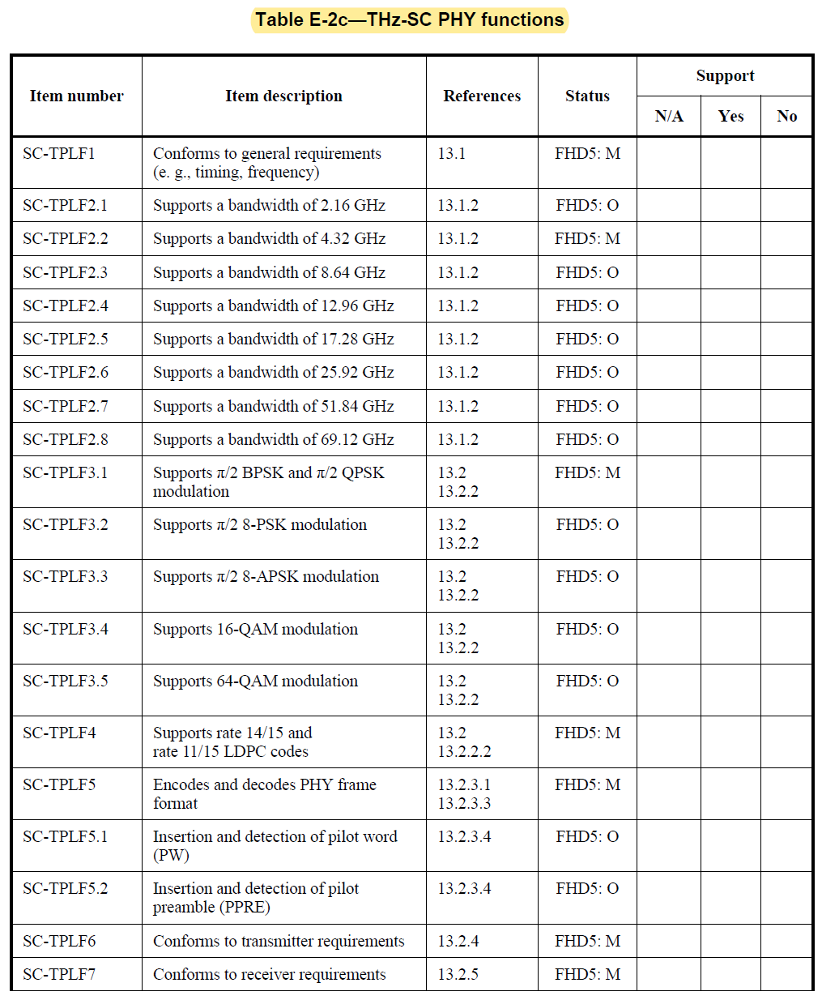 Table E-2c—THz-SC PHY functions
Item number Item description References Status Support
N/A Yes No
SC-TPLF1 Conforms to general requirements 13.1 FHD5: M
(e. g., timing, frequency)
SC-TPLF2.1 Supports a bandwidth of 2.16 GHz 13.1.2 FHD5: O
SC-TPLF2.2 Supports a bandwidth of 4.32 GHz 13.1.2 FHD5: M
SC-TPLF2.3 Supports a bandwidth of 8.64 GHz 13.1.2 FHD5: O
SC-TPLF2.4 Supports a bandwidth of 12.96 GHz 13.1.2 FHD5: O
SC-TPLF2.5 Supports a bandwidth of 17.28 GHz 13.1.2 FHD5: O
SC-TPLF2.6 Supports a bandwidth of 25.92 GHz 13.1.2 FHD5: O
SC-TPLF2.7 Supports a bandwidth of 51.84 GHz 13.1.2 FHD5: O
SC-TPLF2.8 Supports a bandwidth of 69.12 GHz 13.1.2 FHD5: O
SC-TPLF3.1 Supports π/2 BPSK and π/2 QPSK 13.2 FHD5: M
modulation 13.2.2
SC-TPLF3.2 Supports π/2 8-PSK modulation 13.2 FHD5: O
13.2.2
SC-TPLF3.3 Supports π/2 8-APSK modulation 13.2 FHD5: O
13.2.2
SC-TPLF3.4 Supports 16-QAM modulation 13.2 FHD5: O
13.2.2
SC-TPLF3.5 Supports 64-QAM modulation 13.2 FHD5: O
13.2.2
SC-TPLF4 Supports rate 14/15 and 13.2 FHD5: M
rate 11/15 LDPC codes 13.2.2.2
SC-TPLF5 Encodes and decodes PHY frame 13.2.3.1 FHD5: M
format 13.2.3.3
SC-TPLF5.1 Insertion and detection of pilot word 13.2.3.4 FHD5: O
(PW)
SC-TPLF5.2 Insertion and detection of pilot 13.2.3.4 FHD5: O
preamble (PPRE)
SC-TPLF6 Conforms to transmitter requirements 13.2.4 FHD5: M
SC-TPLF7 Conforms to receiver requirements 13.2.5 FHD5: M